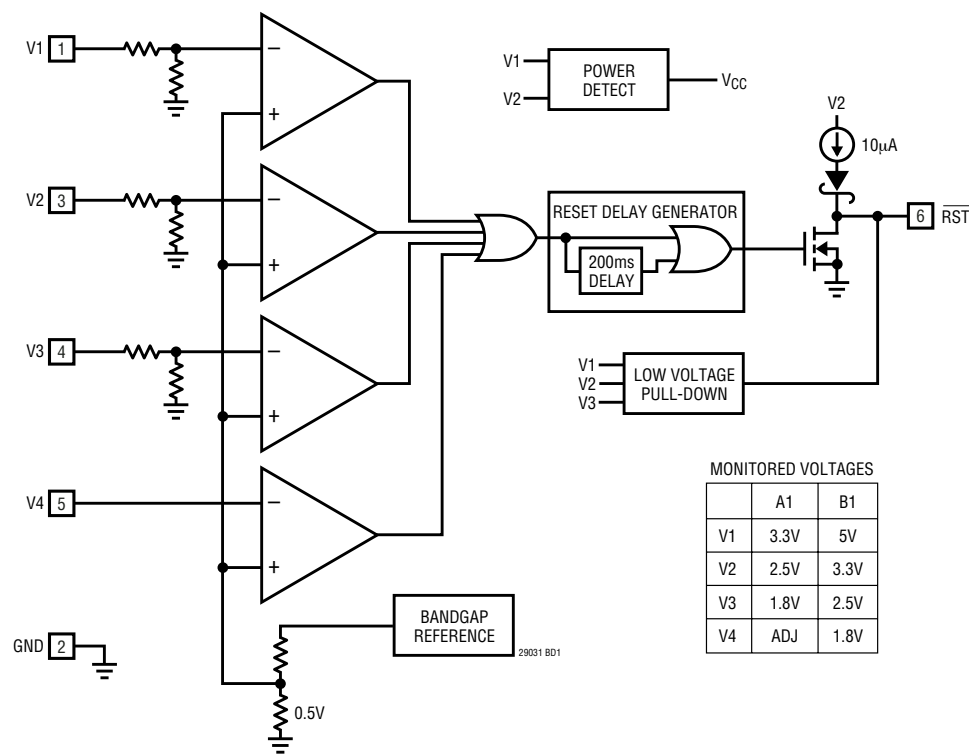 V1 1
−
+
V1
V2
POWER
DETECT
VCC
V2
10µA
V2 3
−
+
RESET DELAY GENERATOR
200ms
DELAY
6 RST
V3 4
−
+
V1
V2
V3
LOW VOLTAGE
PULL-DOWN
V4 5
−
+
MONITORED VOLTAGES
A1 B1
V1 3.3V 5V
V2 2.5V 3.3V
V3 1.8V 2.5V
V4 ADJ 1.8V
BANDGAP
REFERENCE
29031 BD1
GND 2
0.5V